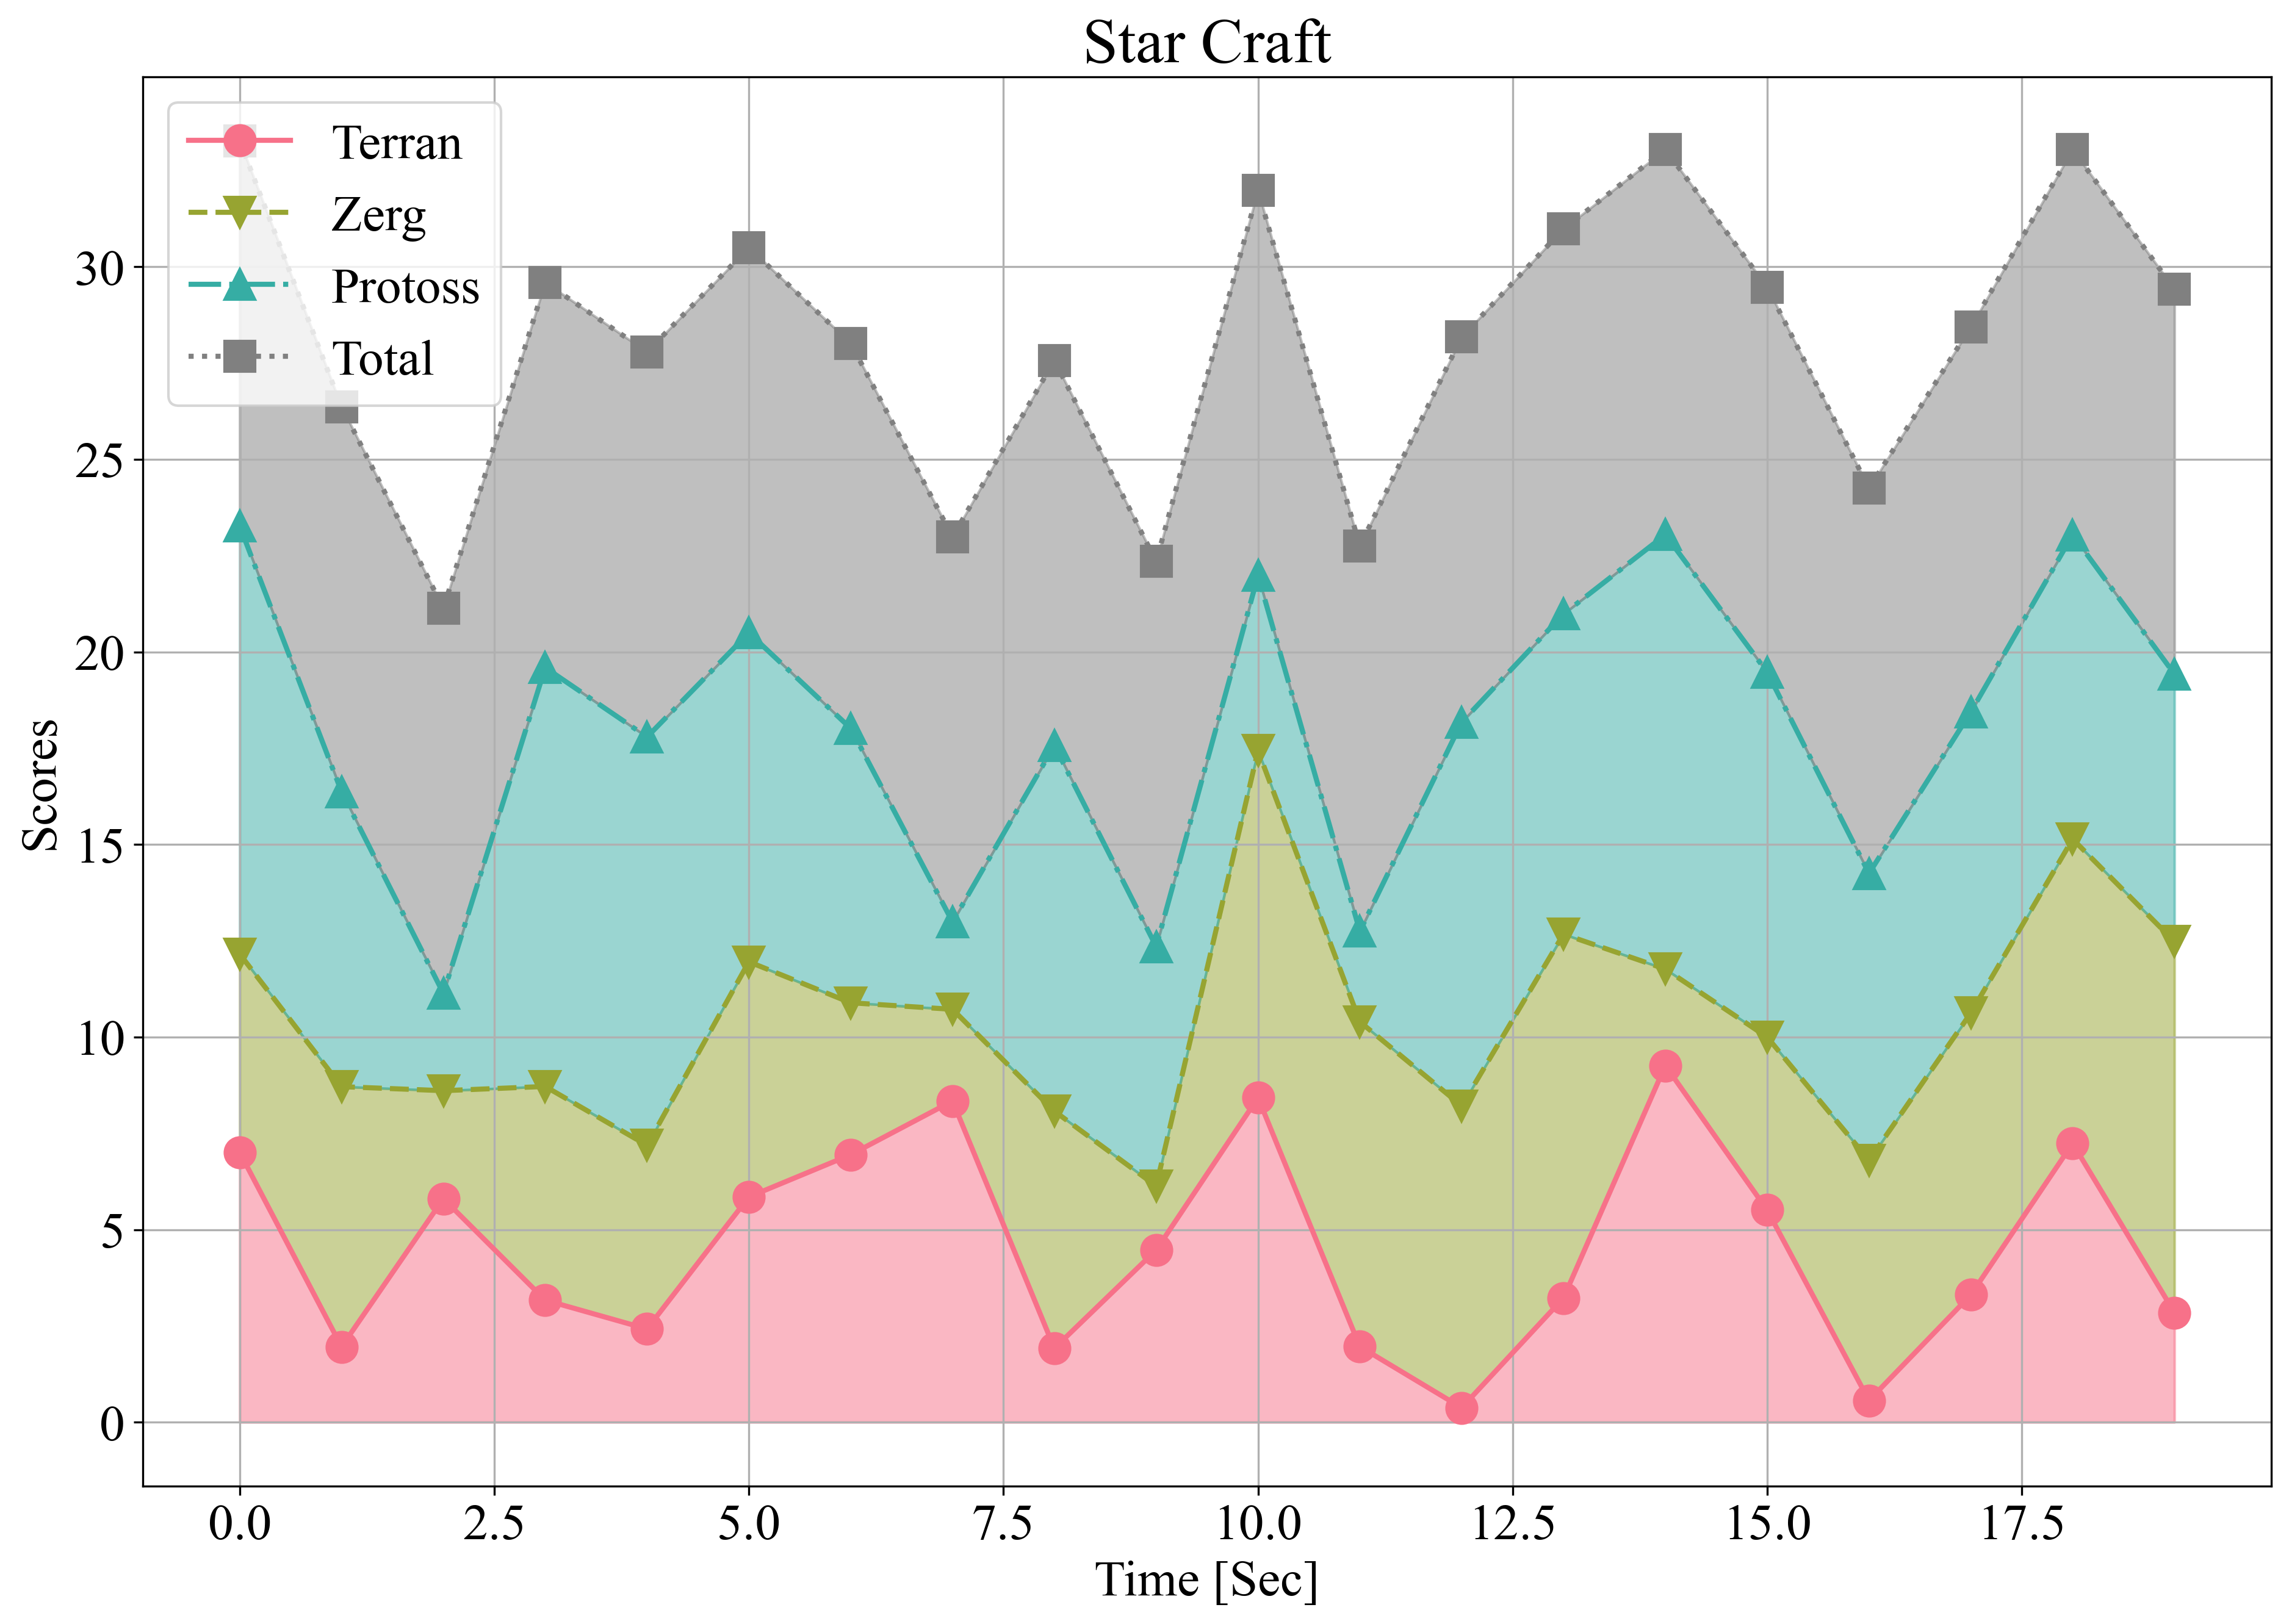 Star Craft
Terran
Zerg
Protoss
Total
Scores
30
25
20
15
10
5
0
0.0 2.5 5.0 7.5 10.0 12.5 15.0 17.5
Time [Sec]